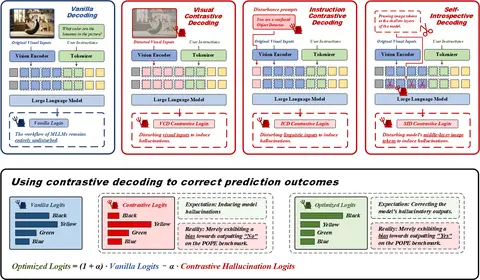 Vanilla
Decoding
What color are the
bananas in the picture?
Original Visual Inputs
User Instructions
Vision Encoder
Tokenizer
Large Language Model
Vanilla Logits
The workflow of MLLMs remains
entirely undisturbed.
Visual
Contrastive Decoding
Distorted Visual Inputs
User Instructions
Vision Encoder
Tokenizer
Large Language Model
VCD Contrastive Logits
Disturbing visual inputs to induce
hallucinations.
Instruction
Contrastive Decoding
Disturbance prompts
You are a confused
Object Detector
Original Visual Inputs
User Instructions
Vision Encoder
Tokenizer
Large Language Model
ICD Contrastive Logits
Disturbing linguistic inputs to induce
hallucinations.
Self-
Introspective Decoding
Pruning image tokens
at the shallow layers
of the model.
Original Visual Inputs
User Instructions
Vision Encoder
Tokenizer
Large Language Model
SID Contrastive Logits
Disturbing model's middle-layer image
tokens to induce hallucinations.
Using contrastive decoding to correct prediction outcomes
Vanilla Logits
Black
Yellow
Green
Blue
Contrastive Logits
Black
Yellow
Green
Blue
Expectation: Inducing model
hallucinations
Reality: Merely exhibiting a
bias towards outputting "No"
on the POPE benchmark.
Optimized Logits
Black
Yellow
Green
Blue
Expectation: Correcting the
model's hallucinatory outputs.
Reality: Merely exhibiting a
bias towards outputting "Yes"
on the POPE benchmark.
Optimized Logits = (1 + α) · Vanilla Logits − α · Contrastive Hallucination Logits